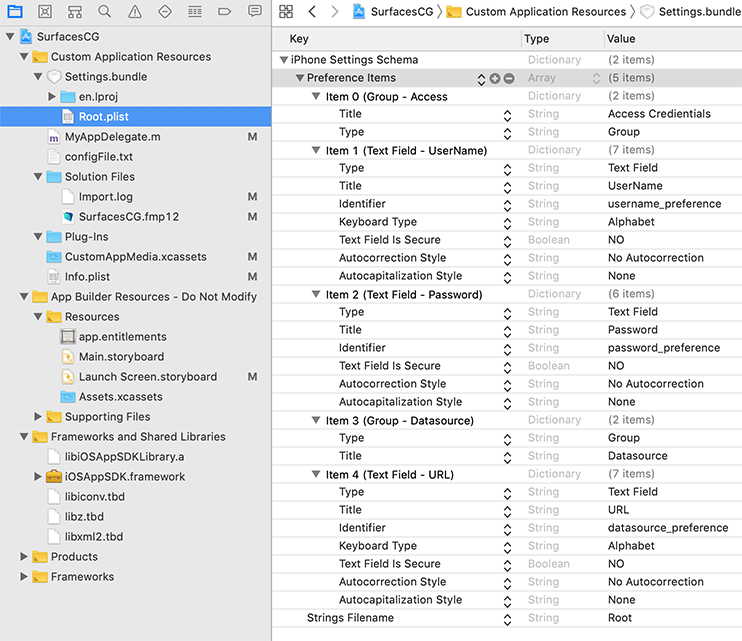 SurfacesCG
Custom Application Resources
Settings.bundle
en.lproj
Root.plist
MyAppDelegate.m M
configFile.txt
Solution Files
Import.log M
SurfacesCG.fmp12 M
Plug-Ins
CustomAppMedia.xcassets M
Info.plist M
App Builder Resources - Do Not Modify
Resources
app.entitlements
Main.storyboard
Launch Screen.storyboard M
Assets.xcassets
Supporting Files
Frameworks and Shared Libraries
libiOSAppSDKLibrary.a
iOSAppSDK.framework
libiconv.tbd
libz.tbd
libxml2.tbd
Products
Frameworks
SurfacesCG Custom Application Resources Settings.bundle
Key Type Value
iPhone Settings Schema Dictionary (2 items)
Preference Items Array (5 items)
Item 0 (Group - Access Dictionary (2 items)
Title String Access Credientials
Type String Group
Item 1 (Text Field - UserName) Dictionary (7 items)
Type String Text Field
Title String UserName
Identifier String username_preference
Keyboard Type String Alphabet
Text Field Is Secure Boolean NO
Autocorrection Style String No Autocorrection
Autocapitalization Style String None
Item 2 (Text Field - Password) Dictionary (6 items)
Type String Text Field
Title String Password
Identifier String password_preference
Text Field Is Secure Boolean NO
Autocorrection Style String No Autocorrection
Autocapitalization Style String None
Item 3 (Group - Datasource) Dictionary (2 items)
Type String Group
Title String Datasource
Item 4 (Text Field - URL) Dictionary (7 items)
Type String Text Field
Title String URL
Identifier String datasource_preference
Keyboard Type String Alphabet
Text Field Is Secure Boolean NO
Autocorrection Style String No Autocorrection
Autocapitalization Style String None
Strings Filename String Root